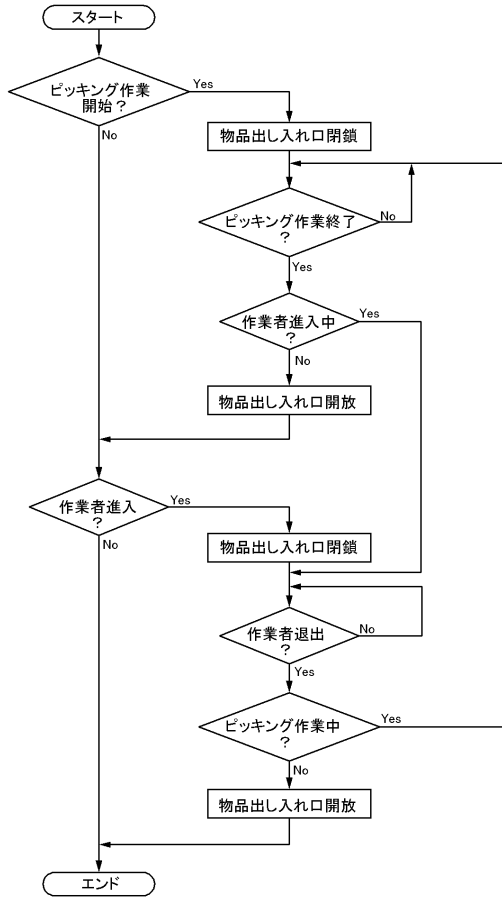 スタート
ピッキング作業
開始？
Yes
No
物品出し入れ口閉鎖
ピッキング作業終了
？
No
Yes
作業者進入中
？
Yes
No
物品出し入れ口開放
作業者進入
？
Yes
No
物品出し入れ口閉鎖
作業者退出
？
No
Yes
ピッキング作業中
？
Yes
No
物品出し入れ口開放
エンド